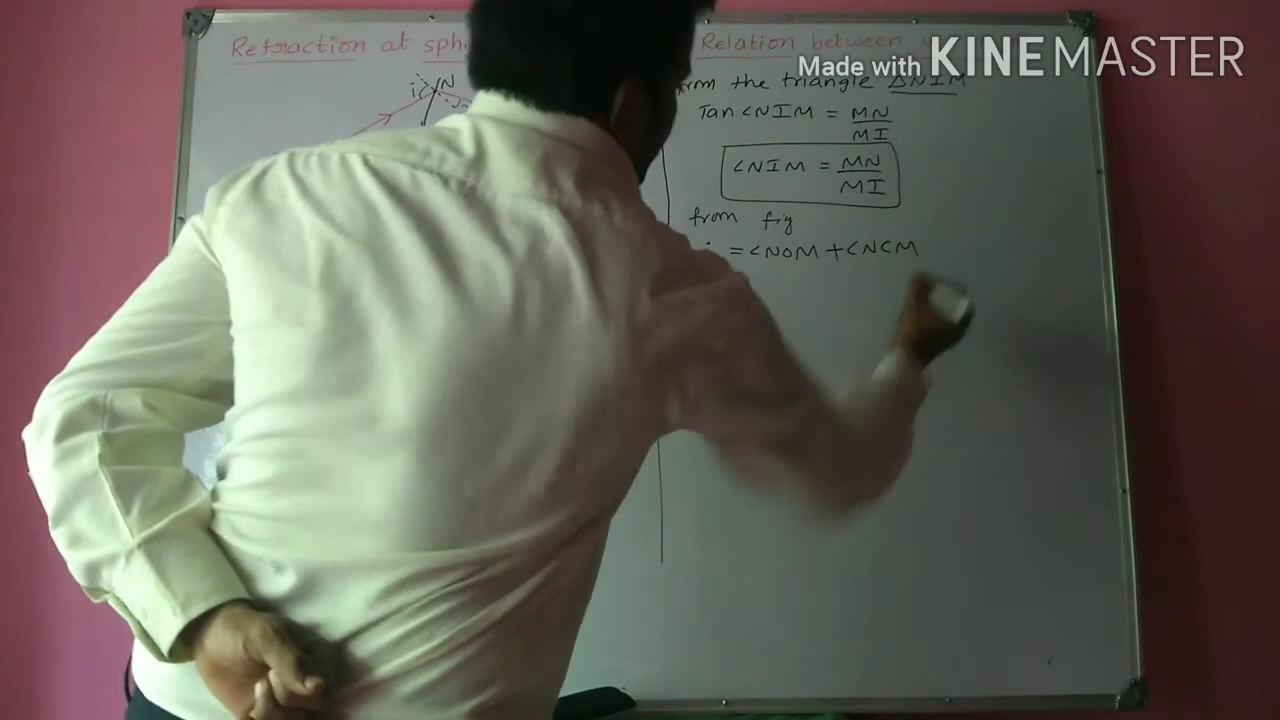 Refraction at sph
Relation between
Made with KINEMASTER
the triangle ΔNIM
i
N
Tan <NIM = MN
MI
<NIM = MN
MI
from fig
i = <NOM + <NCM